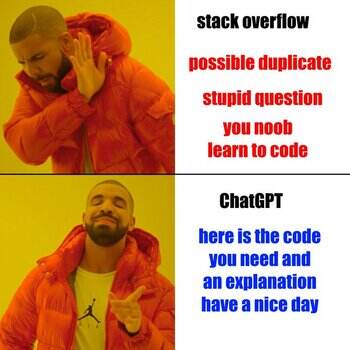 stack overflow
possible duplicate
stupid question
you noob
learn to code
ChatGPT
here is the code
you need and
an explanation
have a nice day